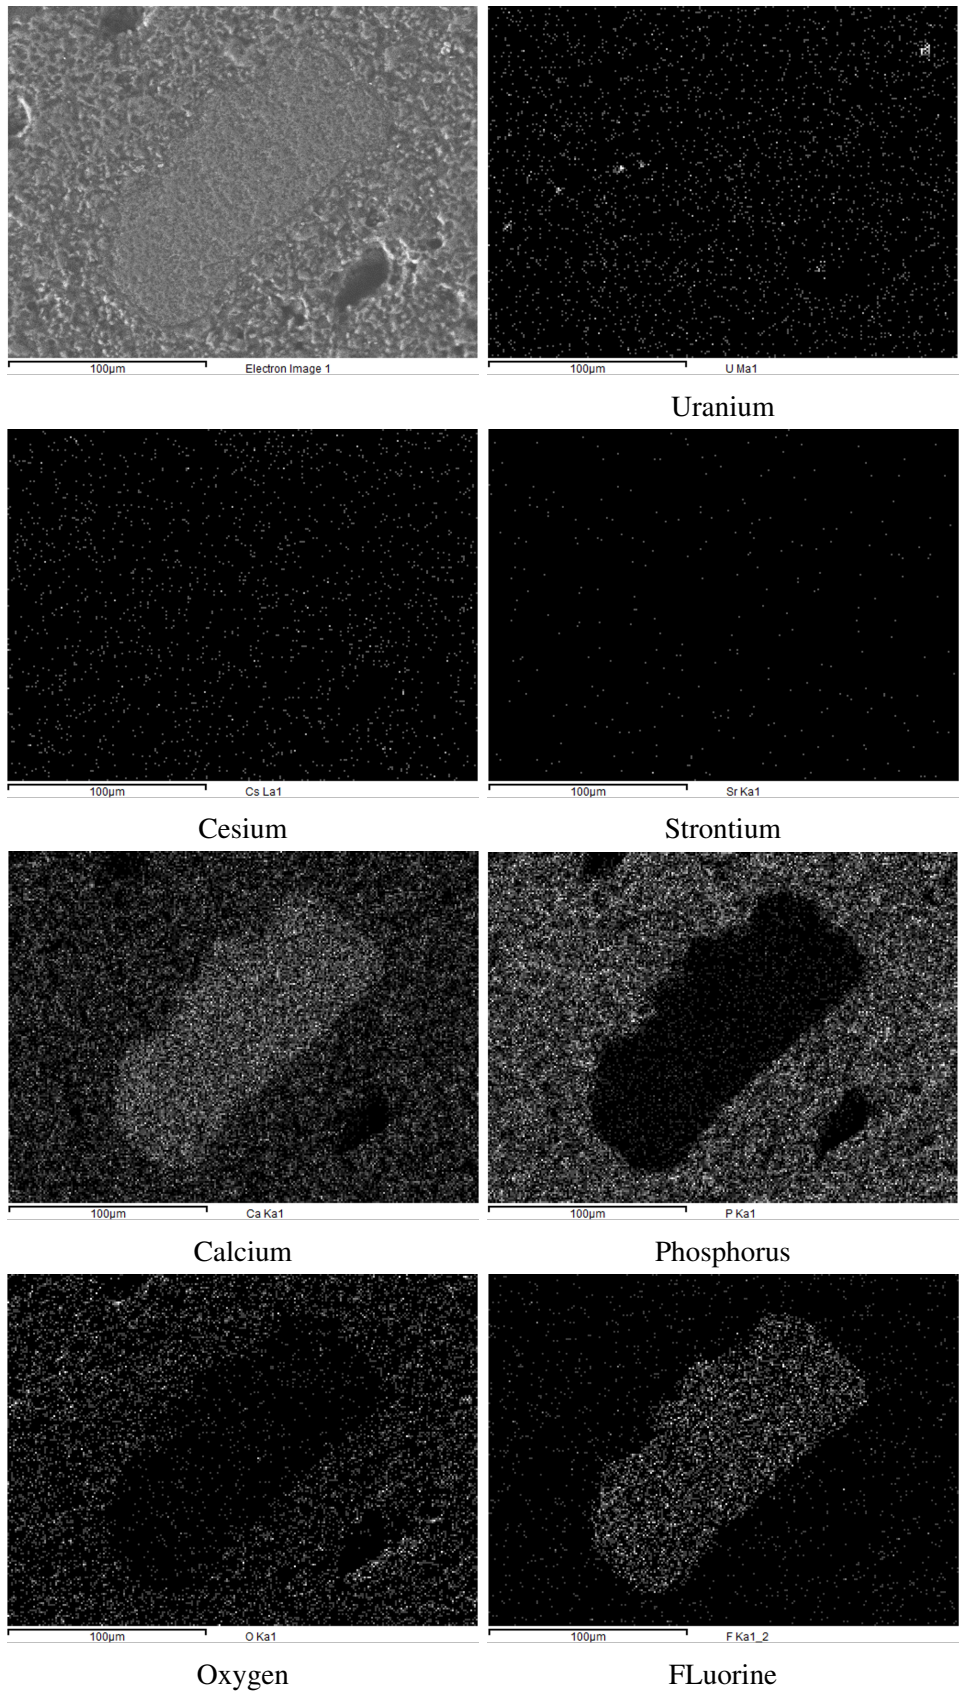 100µm Electron Image 1
100µm U Ma1
Uranium
100µm Cs La1
100µm Sr Ka1
Cesium
Strontium
100µm Ca Ka1
100µm P Ka1
Calcium
Phosphorus
100µm O Ka1
100µm F Ka1_2
Oxygen
FLuorine